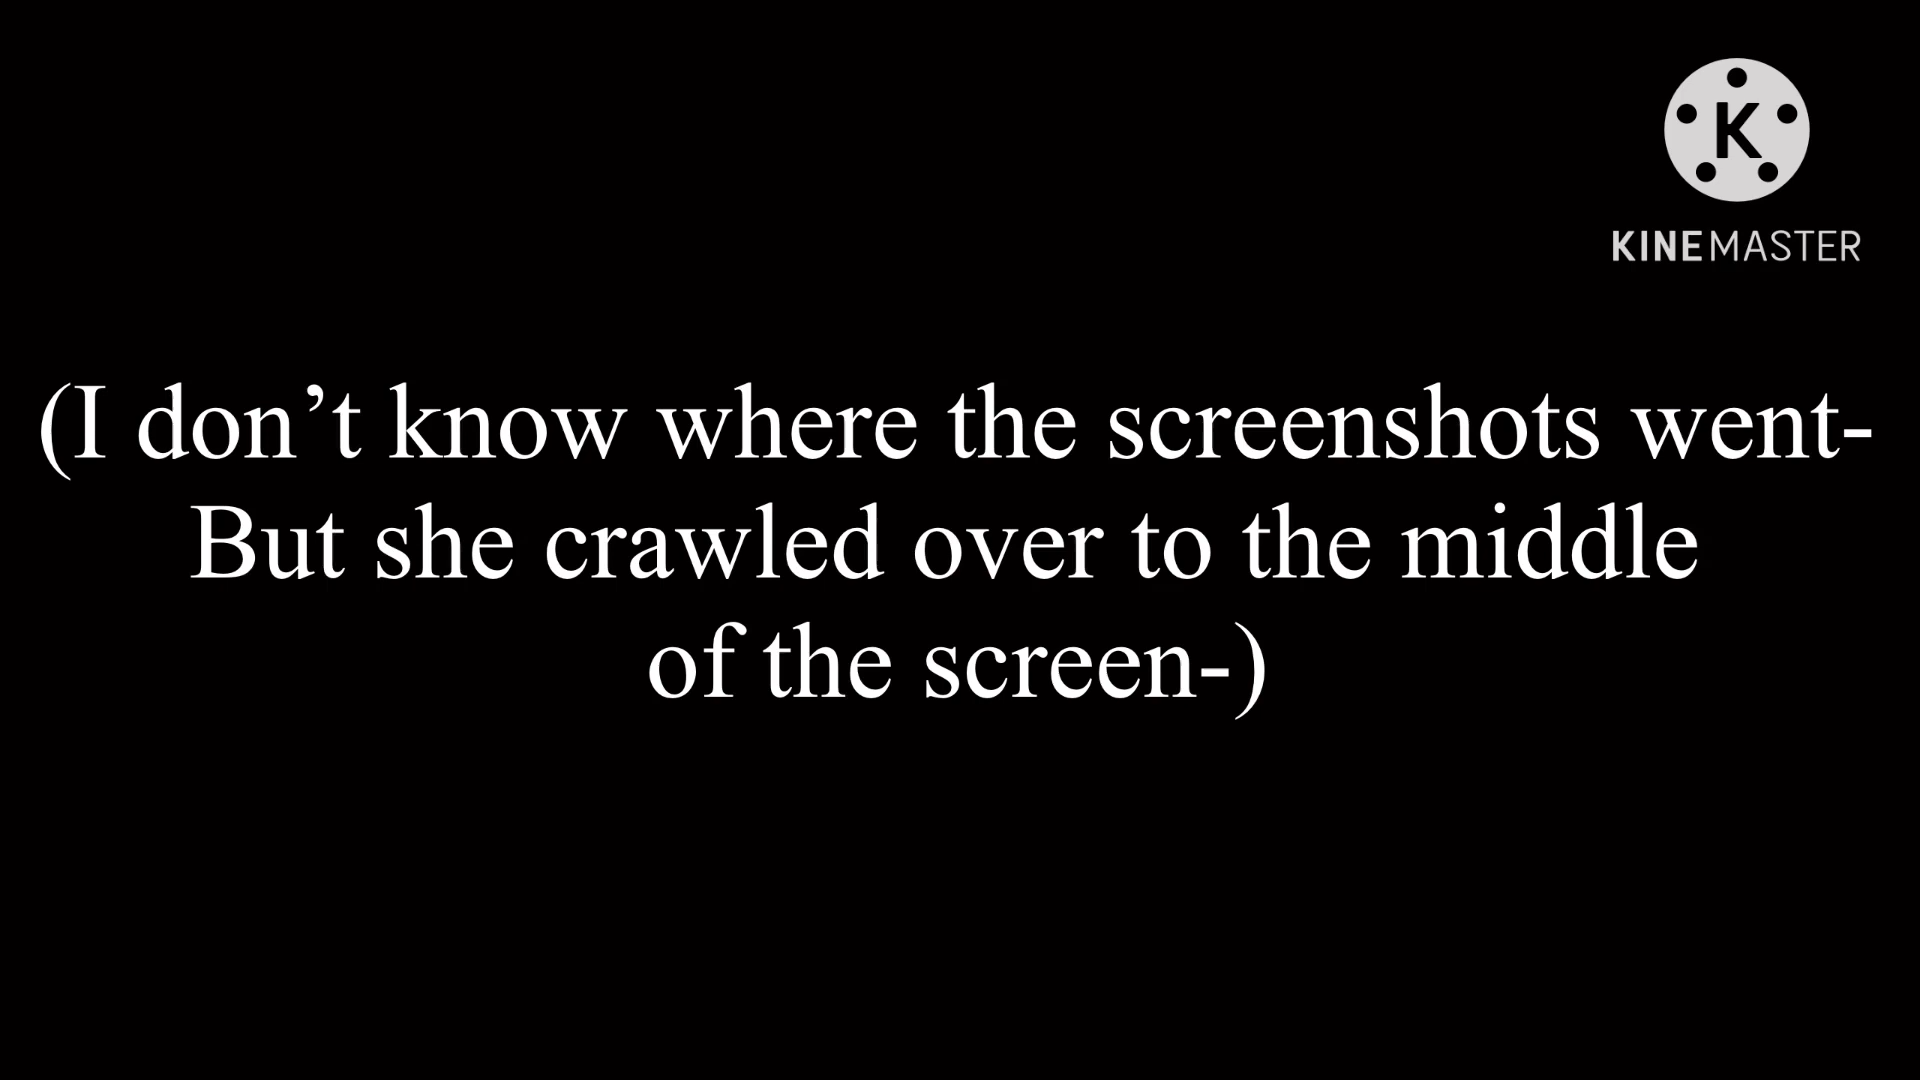 K
KINEMASTER
(I don’t know where the screenshots went-
But she crawled over to the middle
of the screen-)